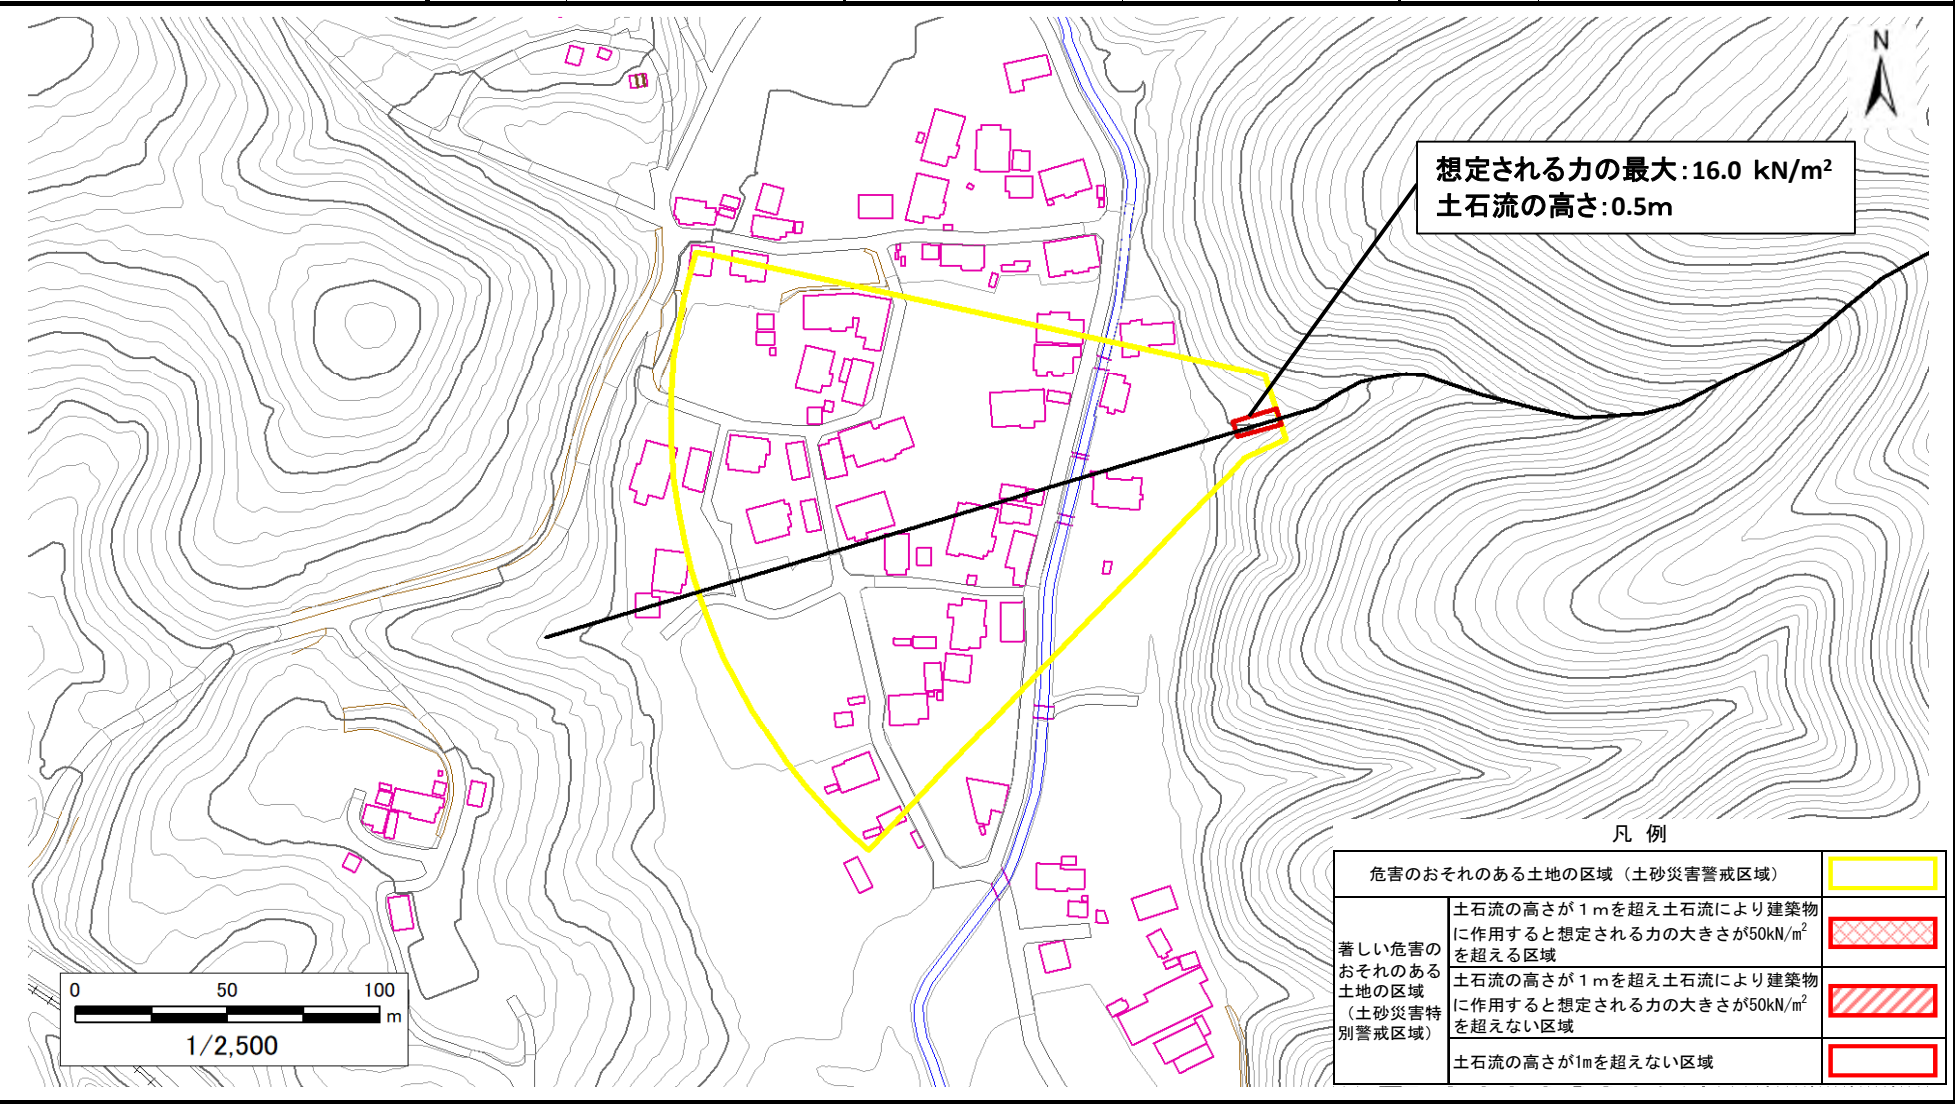 N
想定される力の最大:16.0 kN/m²
土石流の高さ:0.5m
凡 例
危害のおそれのある土地の区域（土砂災害警戒区域）
著しい危害の
おそれのある
土地の区域
（土砂災害特
別警戒区域）
土石流の高さが１ｍを超え土石流により建築物
に作用すると想定される力の大きさが50kN/㎡
を超える区域
土石流の高さが１ｍを超え土石流により建築物
に作用すると想定される力の大きさが50kN/㎡
を超えない区域
土石流の高さが1mを超えない区域
0 50 100
m
1/2,500